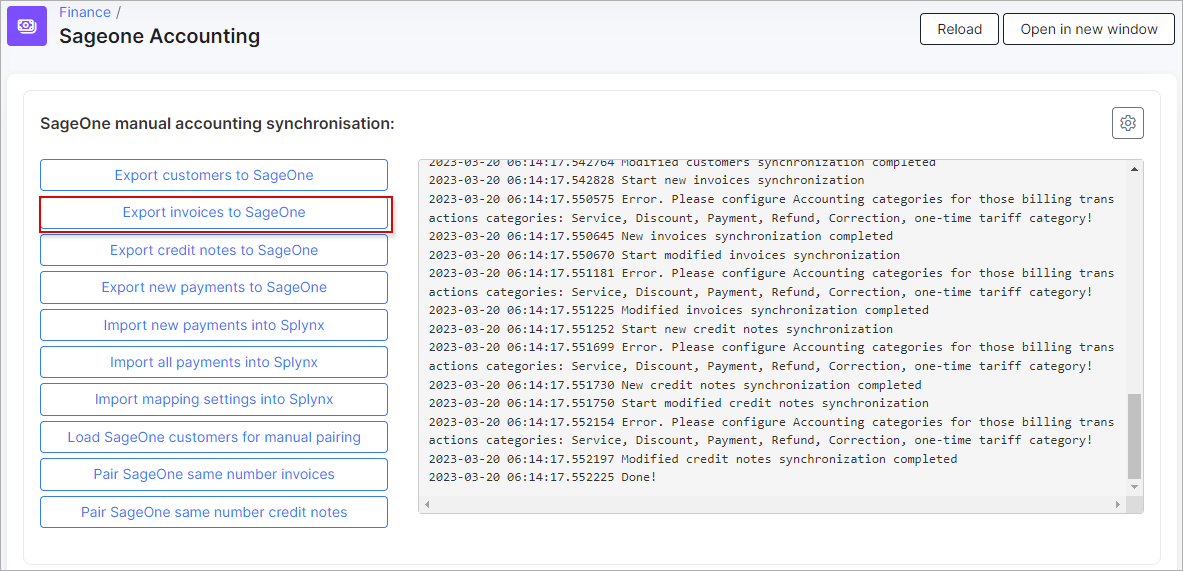 Finance /
Sageone Accounting
Reload
Open in new window
SageOne manual accounting synchronisation:
Export customers to SageOne
Export invoices to SageOne
Export credit notes to SageOne
Export new payments to SageOne
Import new payments into Splynx
Import all payments into Splynx
Import mapping settings into Splynx
Load SageOne customers for manual pairing
Pair SageOne same number invoices
Pair SageOne same number credit notes
2023-03-20 06:14:17.542764 Modified customers synchronization completed
2023-03-20 06:14:17.542828 Start new invoices synchronization
2023-03-20 06:14:17.550575 Error. Please configure Accounting categories for those billing trans
actions categories: Service, Discount, Payment, Refund, Correction, one-time tariff category!
2023-03-20 06:14:17.550645 New invoices synchronization completed
2023-03-20 06:14:17.550670 Start modified invoices synchronization
2023-03-20 06:14:17.551181 Error. Please configure Accounting categories for those billing trans
actions categories: Service, Discount, Payment, Refund, Correction, one-time tariff category!
2023-03-20 06:14:17.551225 Modified invoices synchronization completed
2023-03-20 06:14:17.551252 Start new credit notes synchronization
2023-03-20 06:14:17.551699 Error. Please configure Accounting categories for those billing trans
actions categories: Service, Discount, Payment, Refund, Correction, one-time tariff category!
2023-03-20 06:14:17.551730 New credit notes synchronization completed
2023-03-20 06:14:17.551750 Start modified credit notes synchronization
2023-03-20 06:14:17.552154 Error. Please configure Accounting categories for those billing trans
actions categories: Service, Discount, Payment, Refund, Correction, one-time tariff category!
2023-03-20 06:14:17.552197 Modified credit notes synchronization completed
2023-03-20 06:14:17.552225 Done!